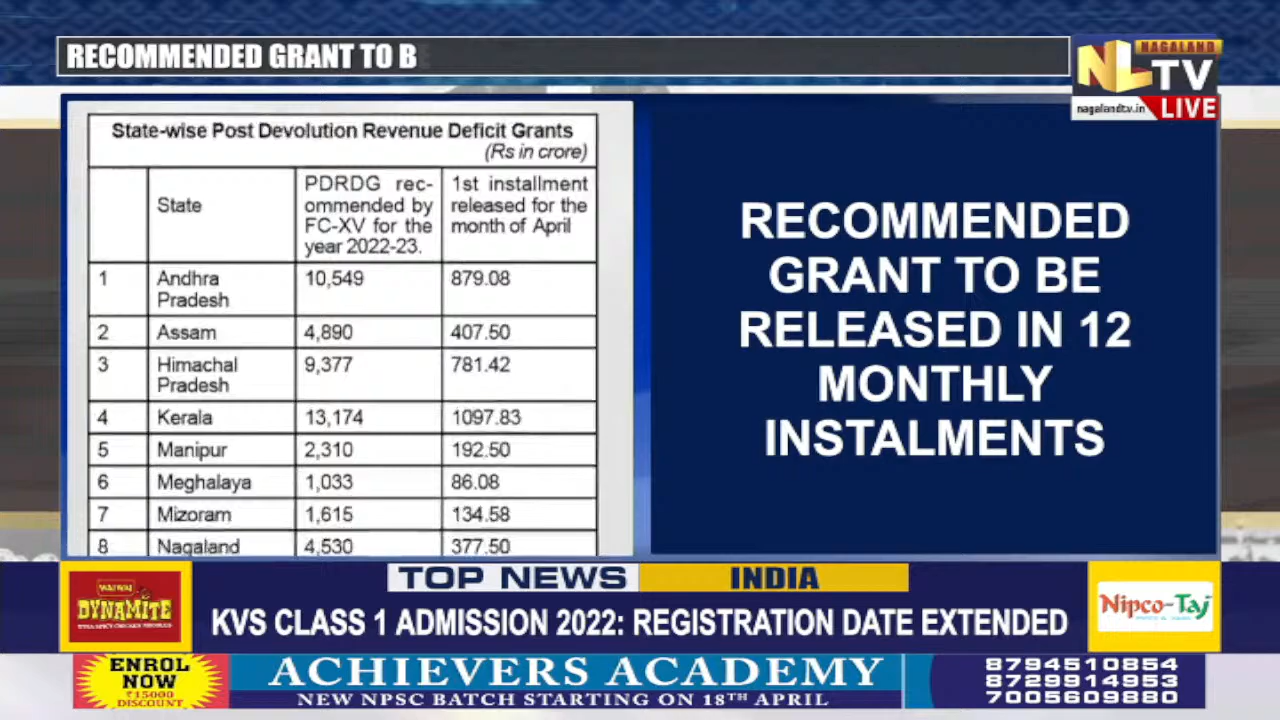 RECOMMENDED GRANT TO B
NAGALAND
NLTV
nagalandtv.in LIVE
State-wise Post Devolution Revenue Deficit Grants
(Rs in crore)
State
PDRDG rec-
ommended by
FC-XV for the
year 2022-23.
1st installment
released for the
month of April
1 Andhra Pradesh 10,549 879.08
2 Assam 4,890 407.50
3 Himachal Pradesh 9,377 781.42
4 Kerala 13,174 1097.83
5 Manipur 2,310 192.50
6 Meghalaya 1,033 86.08
7 Mizoram 1,615 134.58
8 Nagaland 4,530 377.50
RECOMMENDED
GRANT TO BE
RELEASED IN 12
MONTHLY
INSTALMENTS
TOP NEWS INDIA
WAI WAI
DYNAMITE
KVS CLASS 1 ADMISSION 2022: REGISTRATION DATE EXTENDED
Nipco-Taj
ENROL
NOW
₹15000
DISCOUNT
ACHIEVERS ACADEMY
NEW NPSC BATCH STARTING ON 18TH APRIL
8794510854
8729914953
7005609880